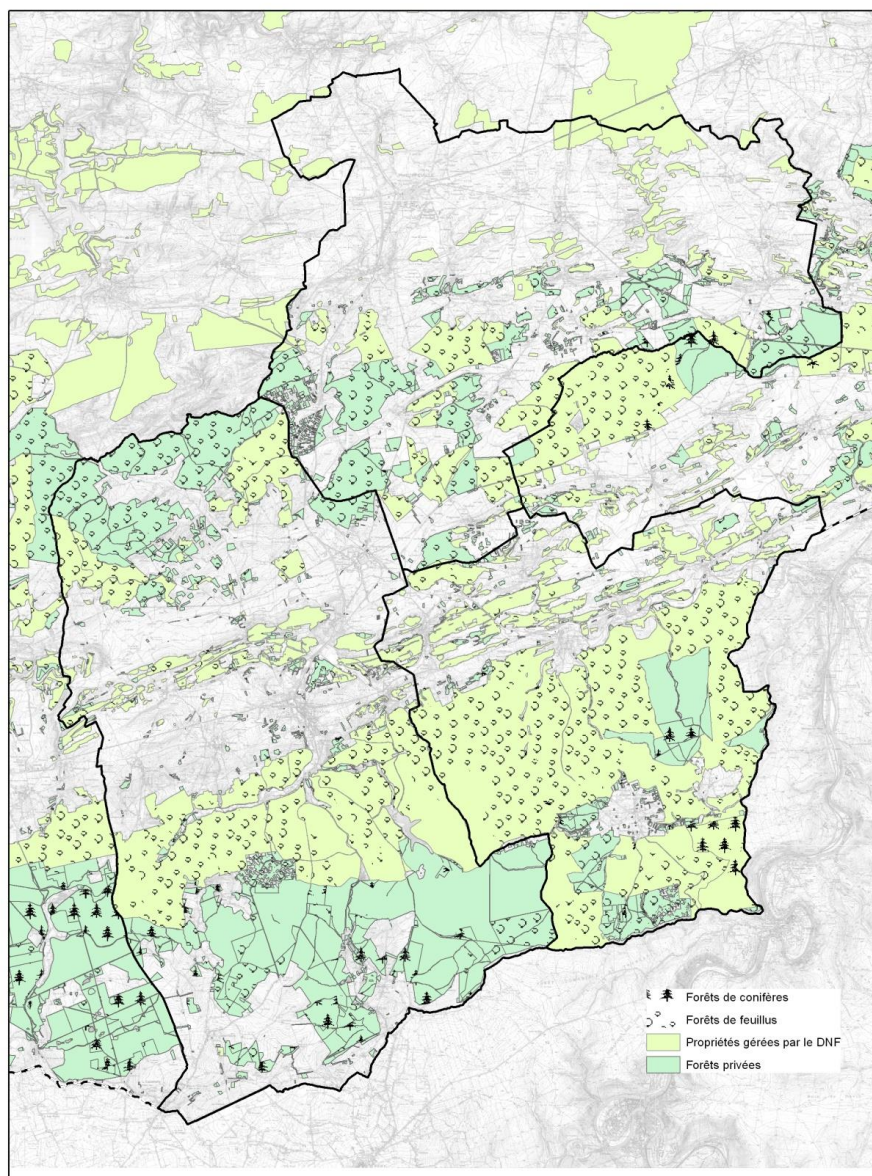 Forêts de conifères
Forêts de feuillus
Propriétés gérées par le DNF
Forêts privées